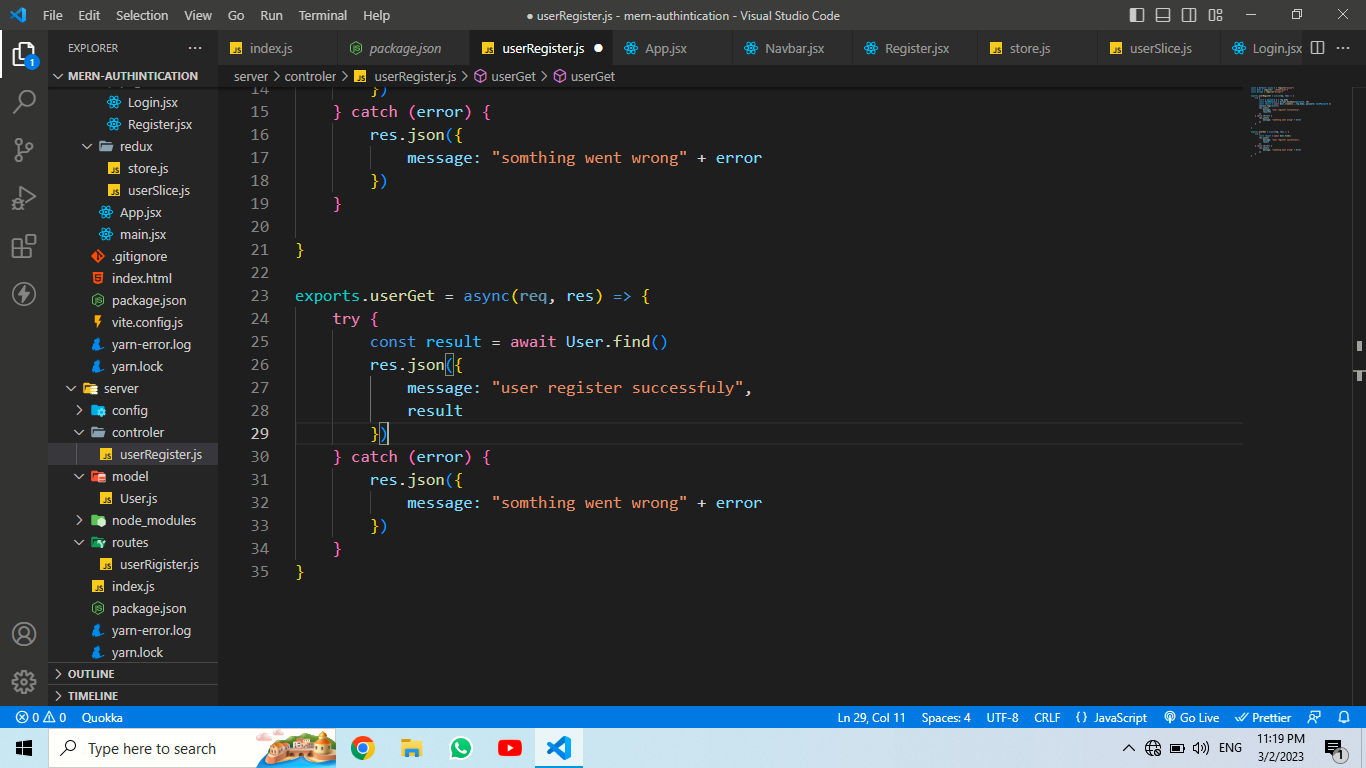 File Edit Selection View Go Run Terminal Help
● userRegister.js - mern-authintication - Visual Studio Code
EXPLORER
index.js package.json userRegister.js App.jsx Navbar.jsx Register.jsx store.js userSlice.js Login.jsx
MERN-AUTHINTICATION
server > controler > userRegister.js > userGet > userGet
1
Login.jsx
Register.jsx
redux
store.js
userSlice.js
App.jsx
main.jsx
.gitignore
index.html
package.json
vite.config.js
yarn-error.log
yarn.lock
server
config
controler
userRegister.js
model
User.js
node_modules
routes
userRigister.js
index.js
package.json
yarn-error.log
yarn.lock
OUTLINE
TIMELINE
14 })
15 } catch (error) {
16 res.json({
17 message: "somthing went wrong" + error
18 })
19 }
20
21 }
22
23 exports.userGet = async(req, res) => {
24 try {
25 const result = await User.find()
26 res.json({
27 message: "user register successfuly",
28 result
29 })
30 } catch (error) {
31 res.json({
32 message: "somthing went wrong" + error
33 })
34 }
35 }
0 0 Quokka
Ln 29, Col 11 Spaces: 4 UTF-8 CRLF {} JavaScript Go Live Prettier
Type here to search
ENG
11:19 PM
3/2/2023
1